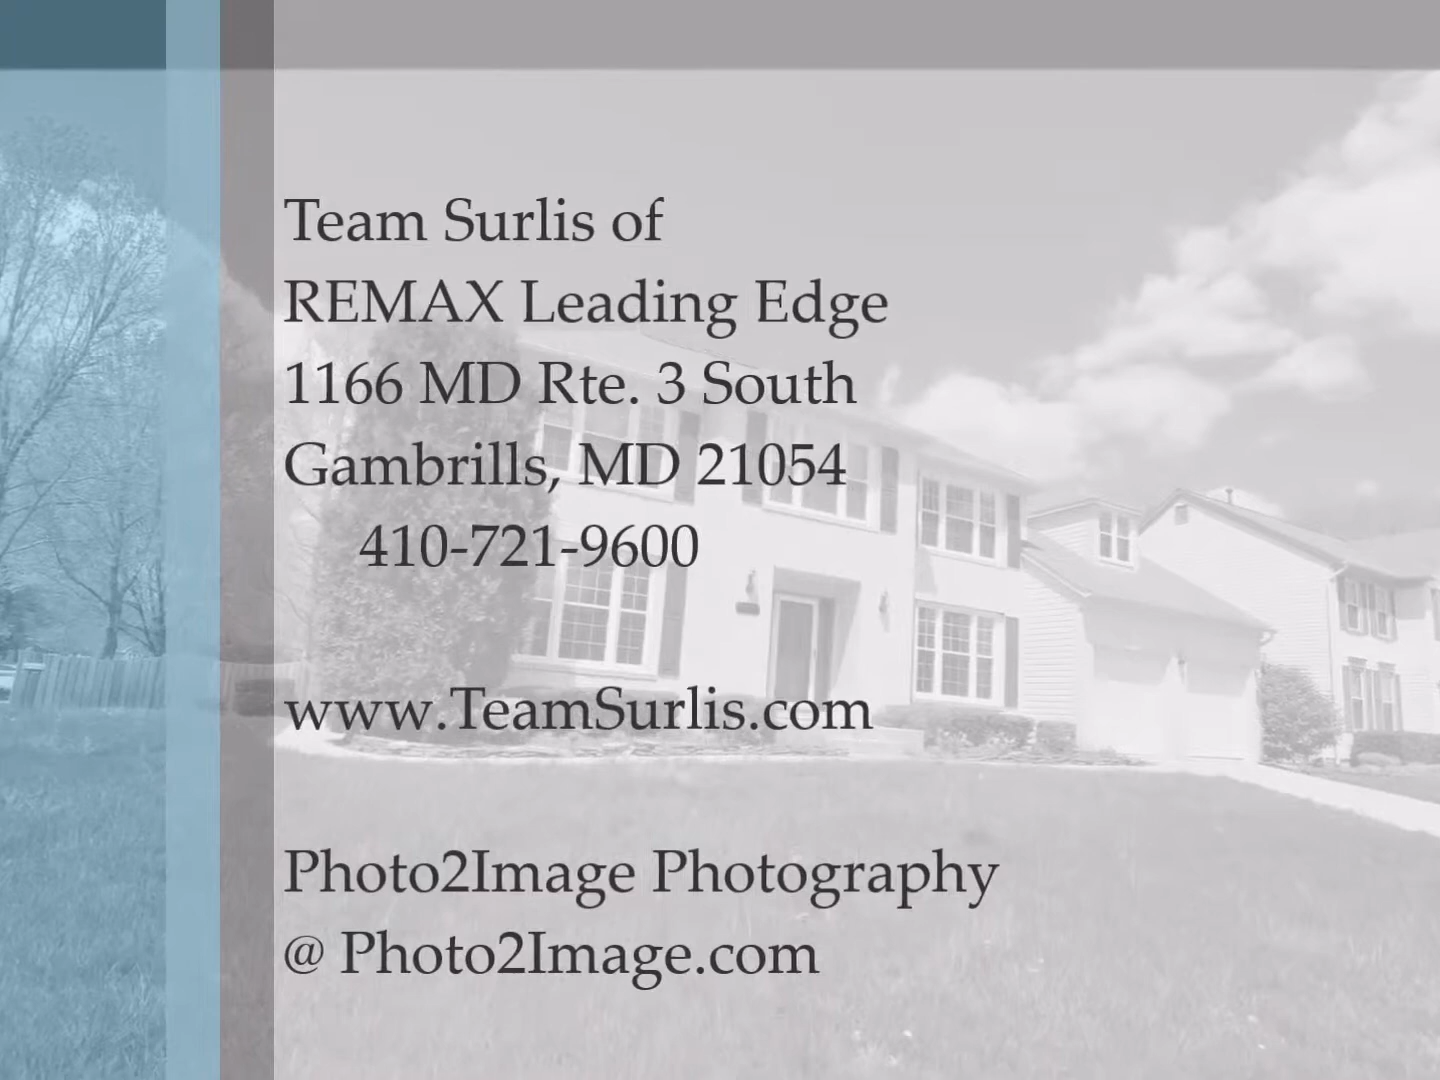 Team Surlis of
REMAX Leading Edge
1166 MD Rte. 3 South
Gambrills, MD 21054
410-721-9600
www.TeamSurlis.com
Photo2Image Photography
@ Photo2Image.com